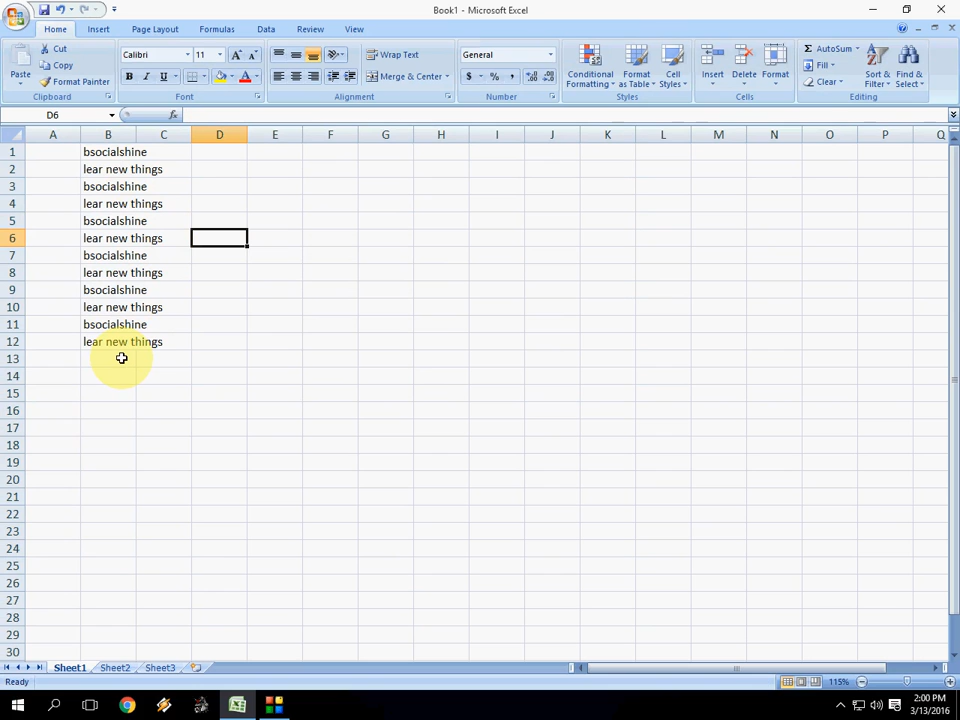 Book1 - Microsoft Excel
Home Insert Page Layout Formulas Data Review View
Paste
Cut
Copy
Format Painter
Clipboard
Calibri 11
B I U
Font
Wrap Text
Merge & Center
Alignment
General
$ % ,
Number
Conditional Formatting
Format as Table
Cell Styles
Styles
Insert Delete Format
Cells
AutoSum
Fill
Clear
Sort & Filter
Find & Select
Editing
D6
fx
A B C D E F G H I J K L M N O P Q
1 bsocialshine
2 lear new things
3 bsocialshine
4 lear new things
5 bsocialshine
6 lear new things
7 bsocialshine
8 lear new things
9 bsocialshine
10 lear new things
11 bsocialshine
12 lear new things
13
14
15
16
17
18
19
20
21
22
23
24
25
26
27
28
29
30
Sheet1 Sheet2 Sheet3
Ready
115%
2:00 PM
3/13/2016